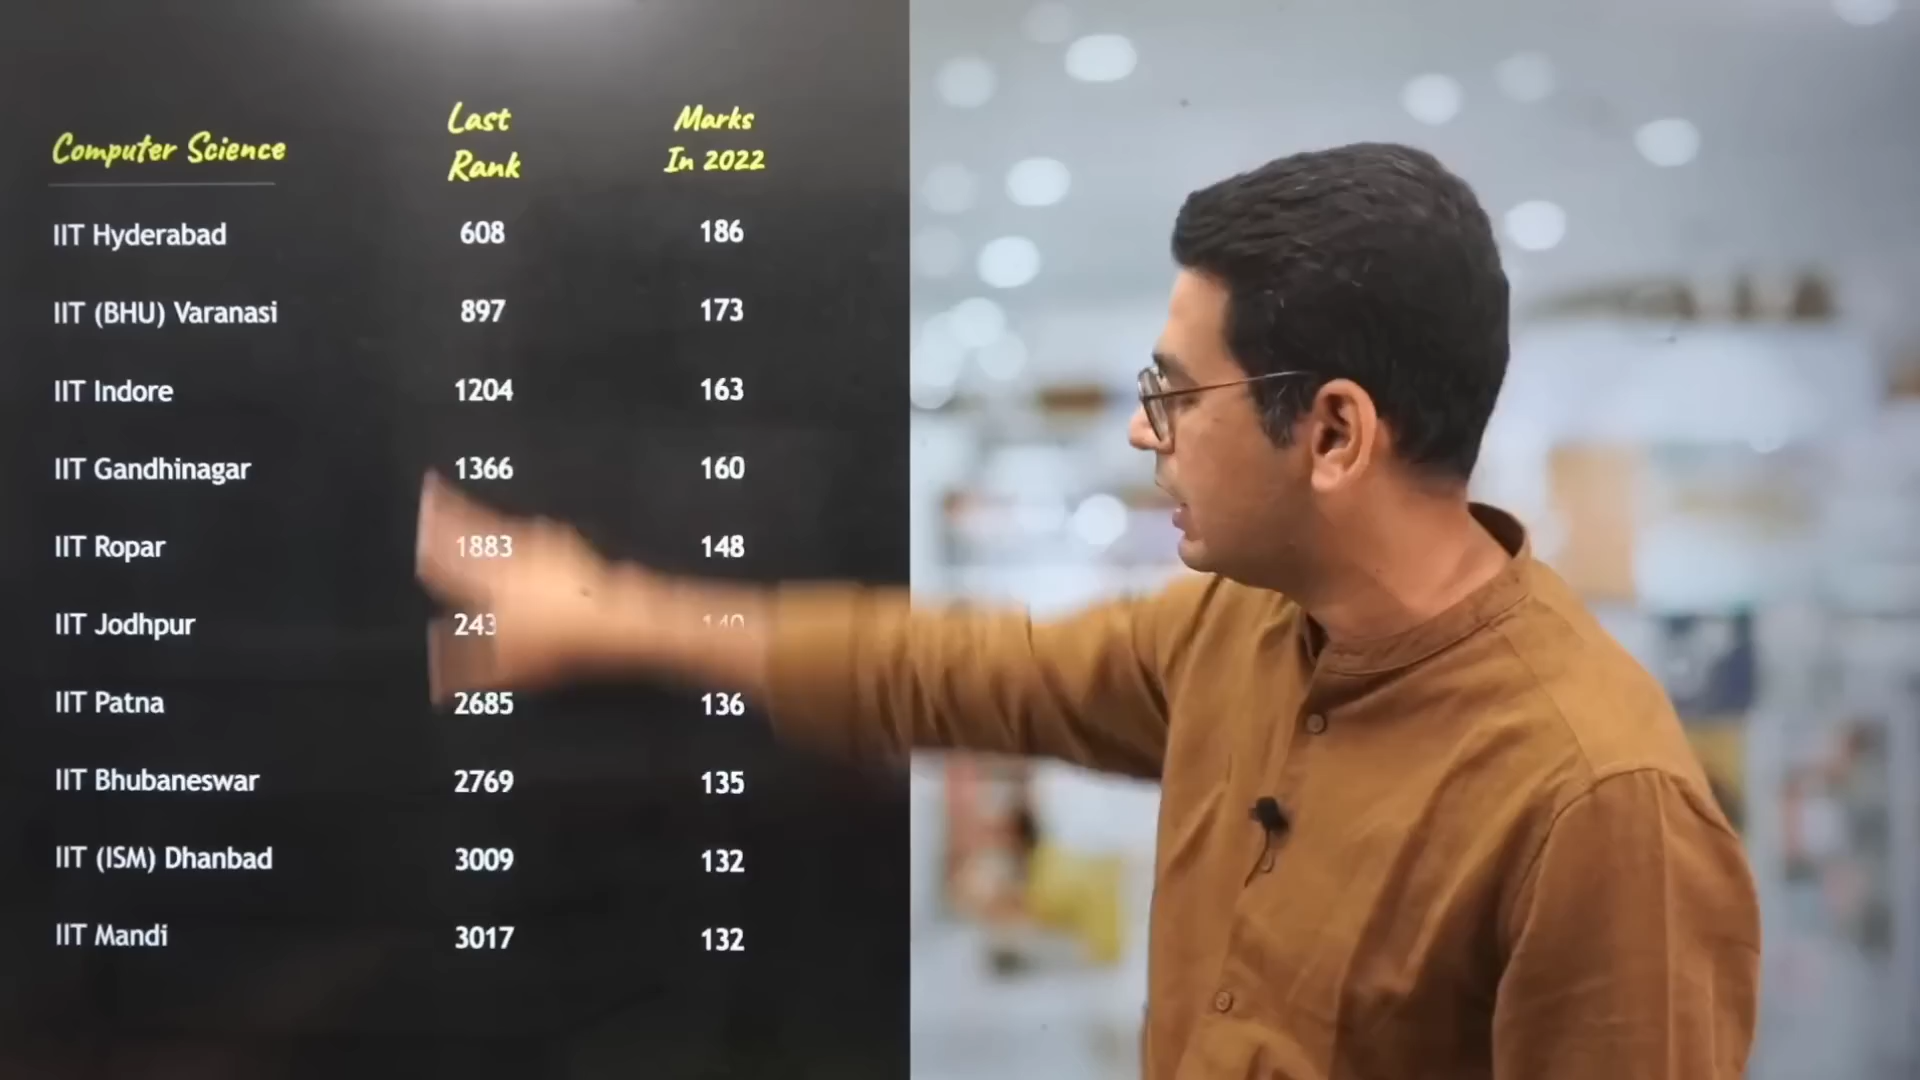 Computer Science Last Rank Marks In 2022
IIT Hyderabad 608 186
IIT (BHU) Varanasi 897 173
IIT Indore 1204 163
IIT Gandhinagar 1366 160
IIT Ropar 1883 148
IIT Jodhpur
IIT Patna 2685 136
IIT Bhubaneswar 2769 135
IIT (ISM) Dhanbad 3009 132
IIT Mandi 3017 132